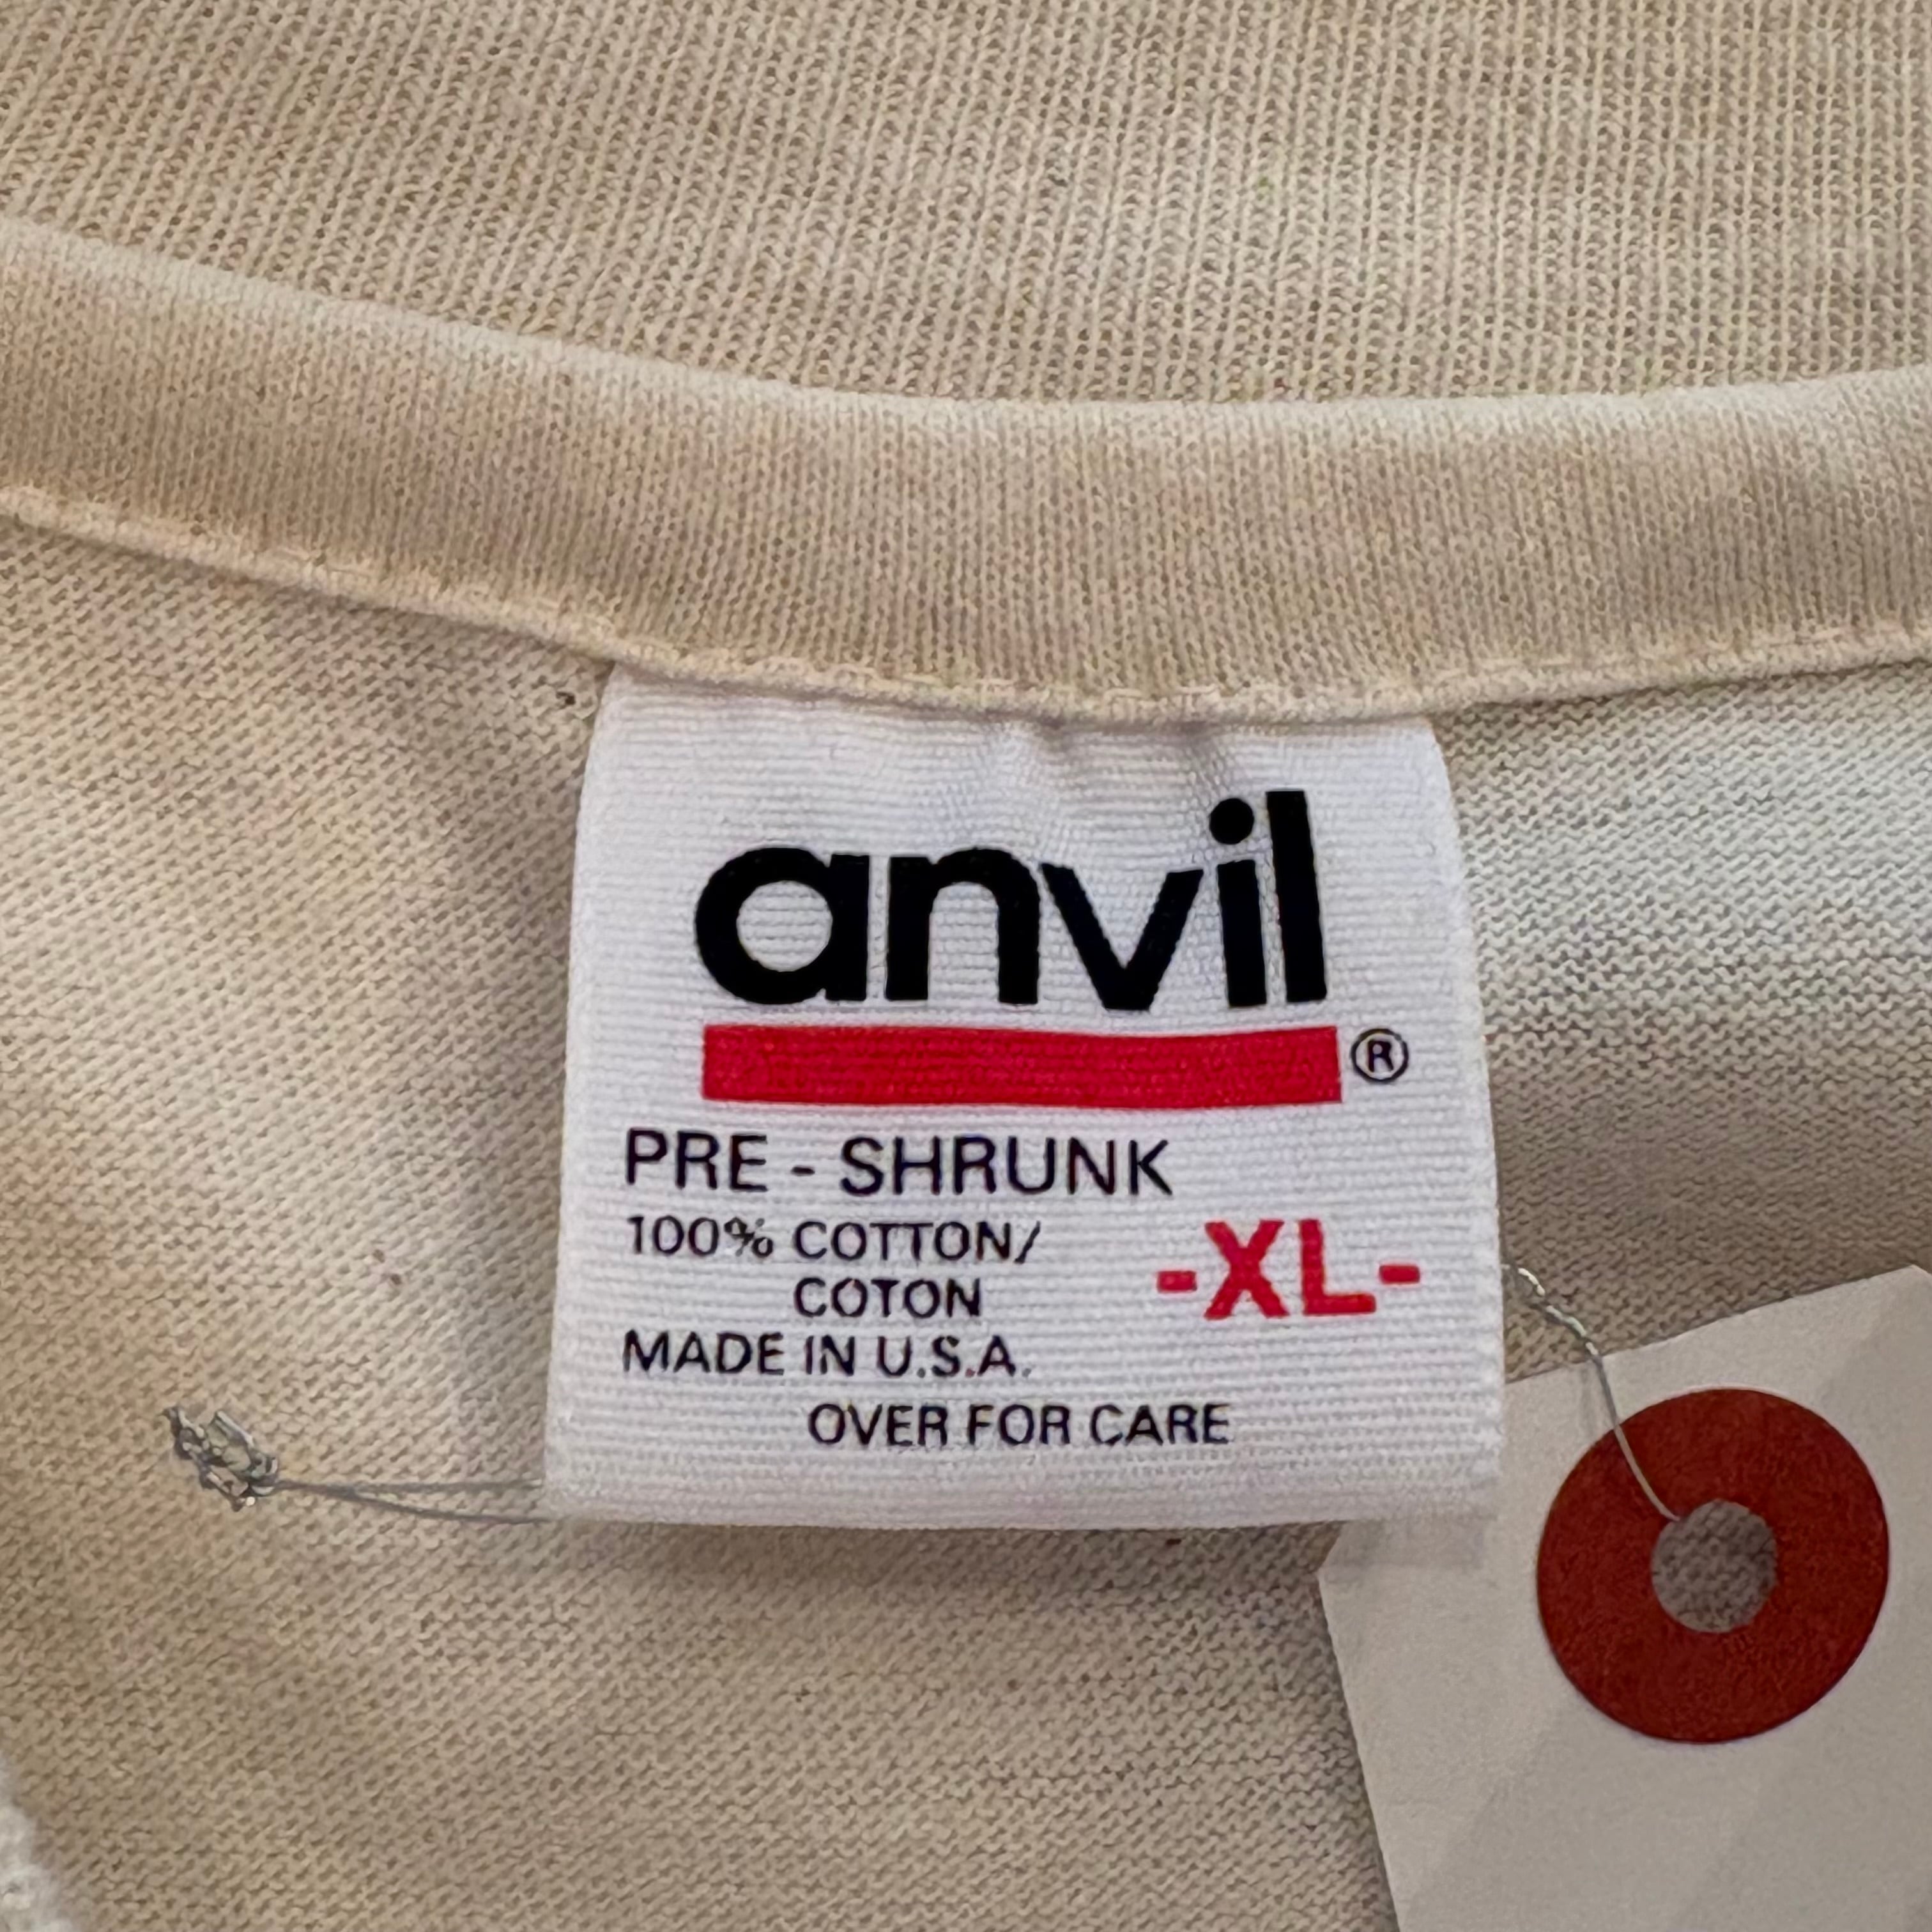 anvil
®
PRE - SHRUNK
100% COTTON/
COTON
-XL-
MADE IN U.S.A.
OVER FOR CARE